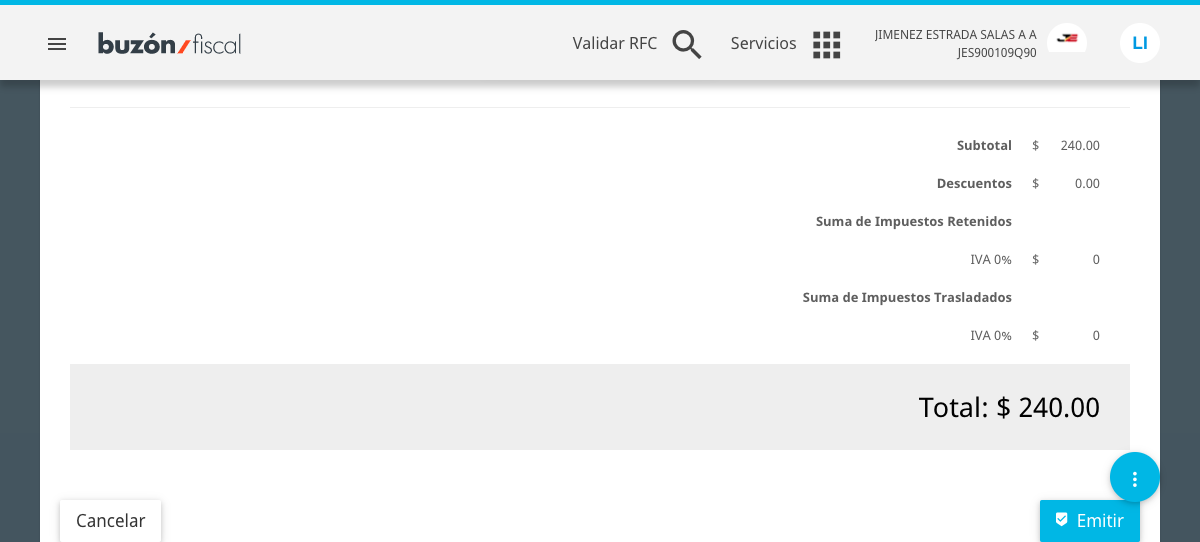 buzón/fiscal
Validar RFC
Servicios
JIMENEZ ESTRADA SALAS A A
JES900109Q90
LI
Subtotal $ 240.00
Descuentos $ 0.00
Suma de Impuestos Retenidos
IVA 0% $ 0
Suma de Impuestos Trasladados
IVA 0% $ 0
Total: $ 240.00
Cancelar
Emitir